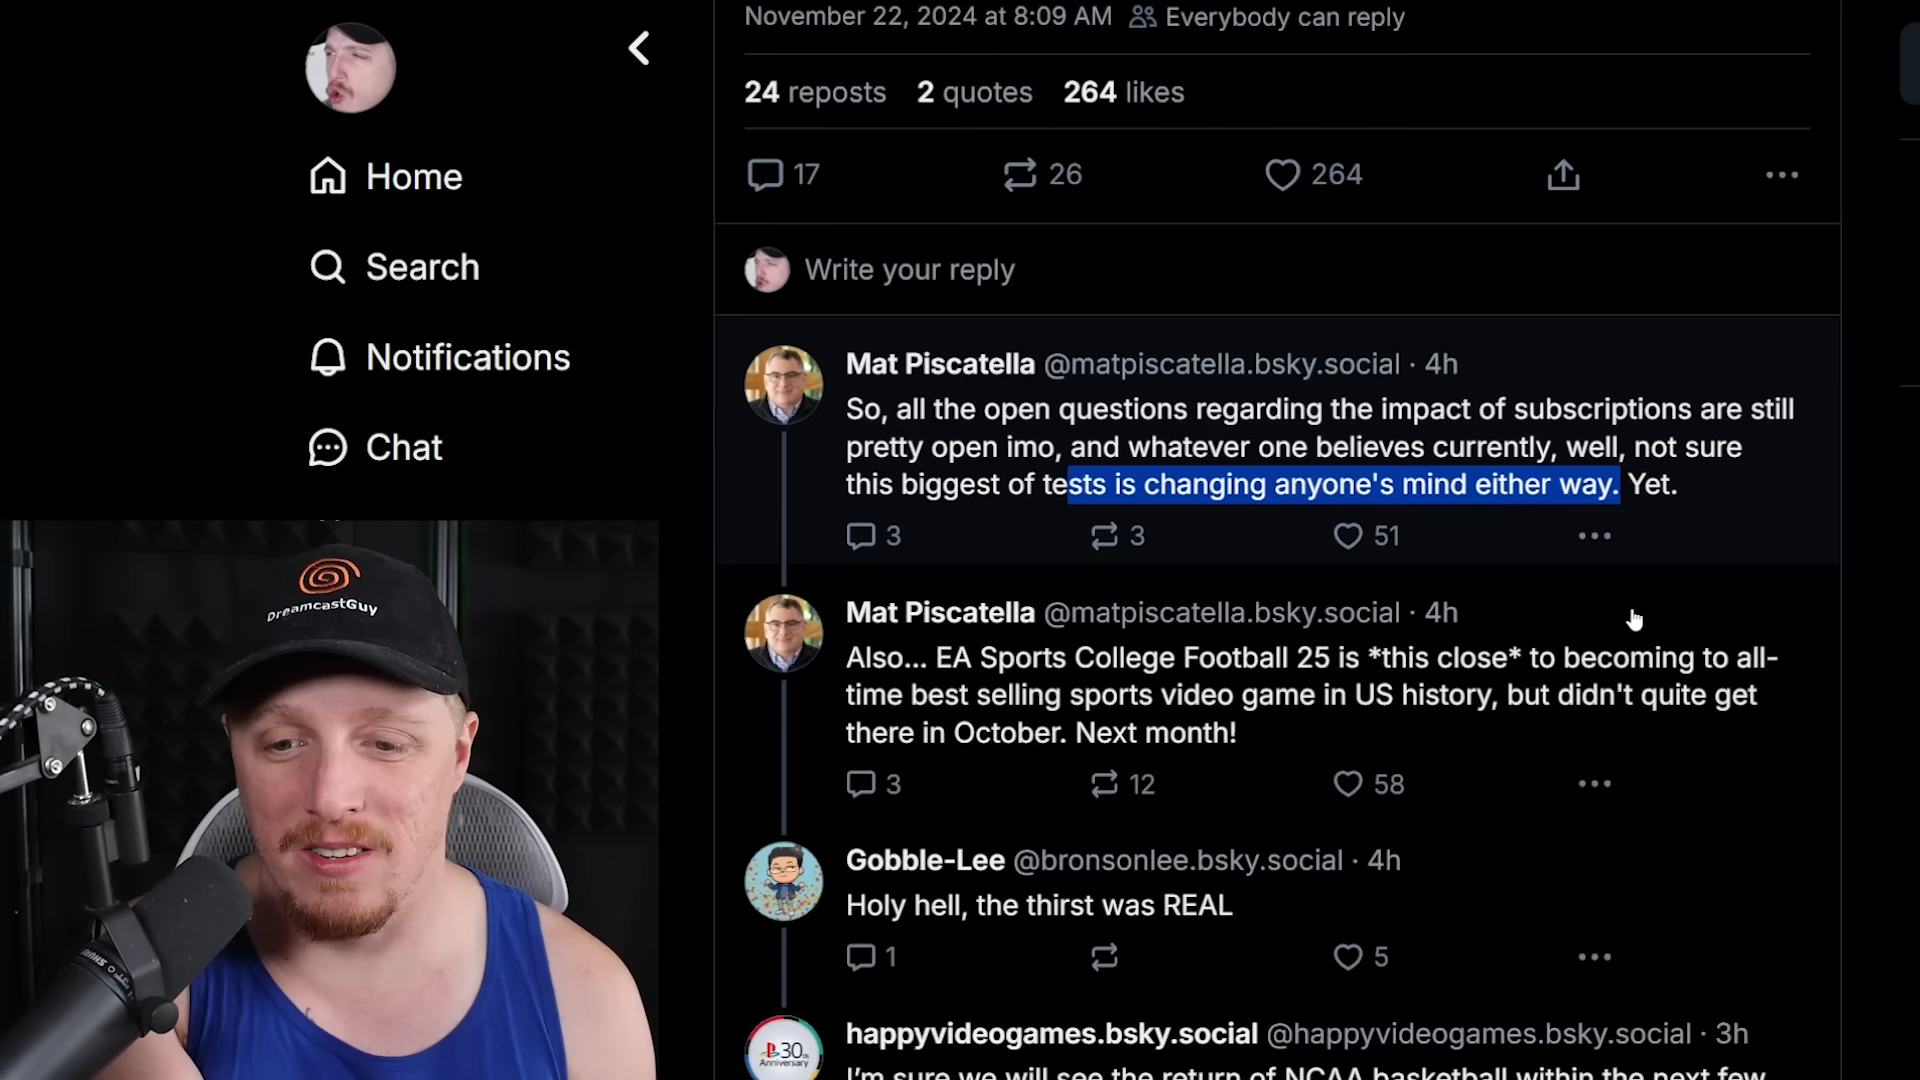 November 22, 2024 at 8:09 AM Everybody can reply
24 reposts 2 quotes 264 likes
17 26 264
Write your reply
Home
Search
Notifications
Chat
Mat Piscatella @matpiscatella.bsky.social · 4h
So, all the open questions regarding the impact of subscriptions are still
pretty open imo, and whatever one believes currently, well, not sure
this biggest of tests is changing anyone's mind either way. Yet.
3 3 51
Mat Piscatella @matpiscatella.bsky.social · 4h
Also... EA Sports College Football 25 is *this close* to becoming to all-
time best selling sports video game in US history, but didn't quite get
there in October. Next month!
3 12 58
Gobble-Lee @bronsonlee.bsky.social · 4h
Holy hell, the thirst was REAL
1 5
happyvideogames.bsky.social @happyvideogames.bsky.social · 3h
I'm sure we will see the return of NCAA basketball within the next few
30th
Anniversary
DreamcastGuy
SHURE